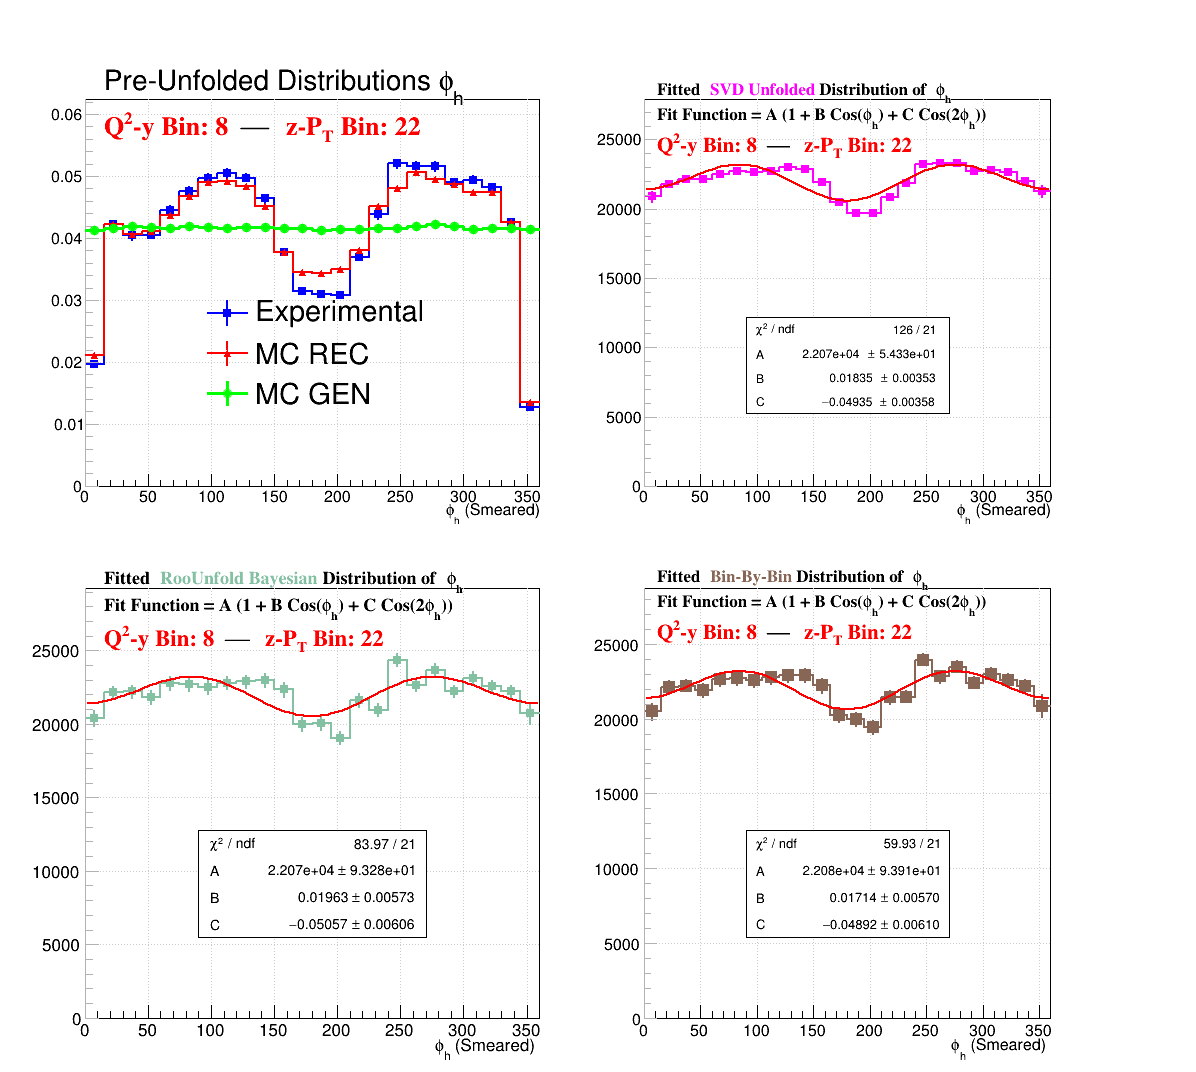 Pre-Unfolded Distributions ϕh
Q²-y Bin: 8 — z-PT Bin: 22
0.06
0.05
0.04
0.03
0.02
0.01
0
Experimental
MC REC
MC GEN
0 50 100 150 200 250 300 350
ϕh (Smeared)
Fitted SVD Unfolded Distribution of ϕh
Fit Function = A (1 + B Cos(ϕh) + C Cos(2ϕh))
Q²-y Bin: 8 — z-PT Bin: 22
25000
20000
15000
10000
5000
0
χ² / ndf 126 / 21
A 2.207e+04 ± 5.433e+01
B 0.01835 ± 0.00353
C −0.04935 ± 0.00358
0 50 100 150 200 250 300 350
ϕh (Smeared)
Fitted RooUnfold Bayesian Distribution of ϕh
Fit Function = A (1 + B Cos(ϕh) + C Cos(2ϕh))
Q²-y Bin: 8 — z-PT Bin: 22
25000
20000
15000
10000
5000
0
χ² / ndf 83.97 / 21
A 2.207e+04 ± 9.328e+01
B 0.01963 ± 0.00573
C −0.05057 ± 0.00606
0 50 100 150 200 250 300 350
ϕh (Smeared)
Fitted Bin-By-Bin Distribution of ϕh
Fit Function = A (1 + B Cos(ϕh) + C Cos(2ϕh))
Q²-y Bin: 8 — z-PT Bin: 22
25000
20000
15000
10000
5000
0
χ² / ndf 59.93 / 21
A 2.208e+04 ± 9.391e+01
B 0.01714 ± 0.00570
C −0.04892 ± 0.00610
0 50 100 150 200 250 300 350
ϕh (Smeared)